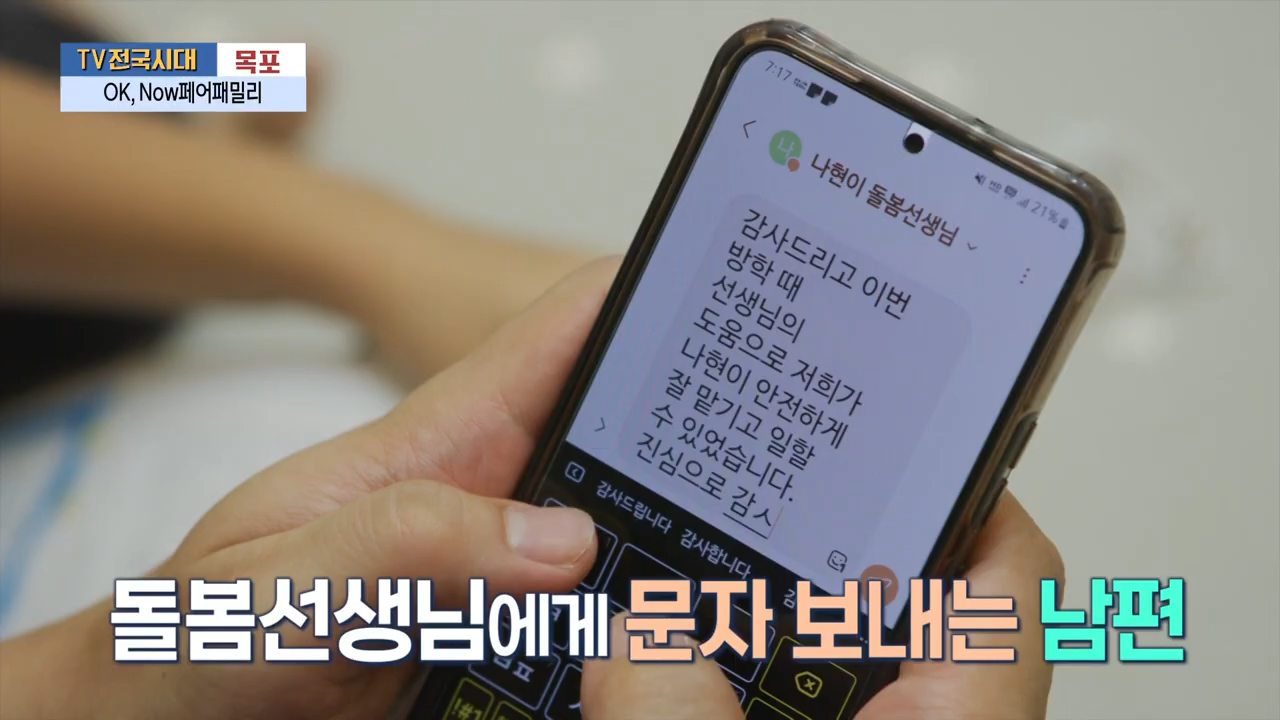 TV전국시대 목포
OK, Now페어패밀리
7:17
21%
나
나현이 돌봄선생님
감사드리고 이번
방학 때
선생님의
도움으로 저희가
나현이 안전하게
잘 맡기고 일할
수 있었습니다.
진심으로 감ㅅ
감사드립니다 감사합니다
돌봄선생님에게 문자 보내는 남편
ㅍ
!#1